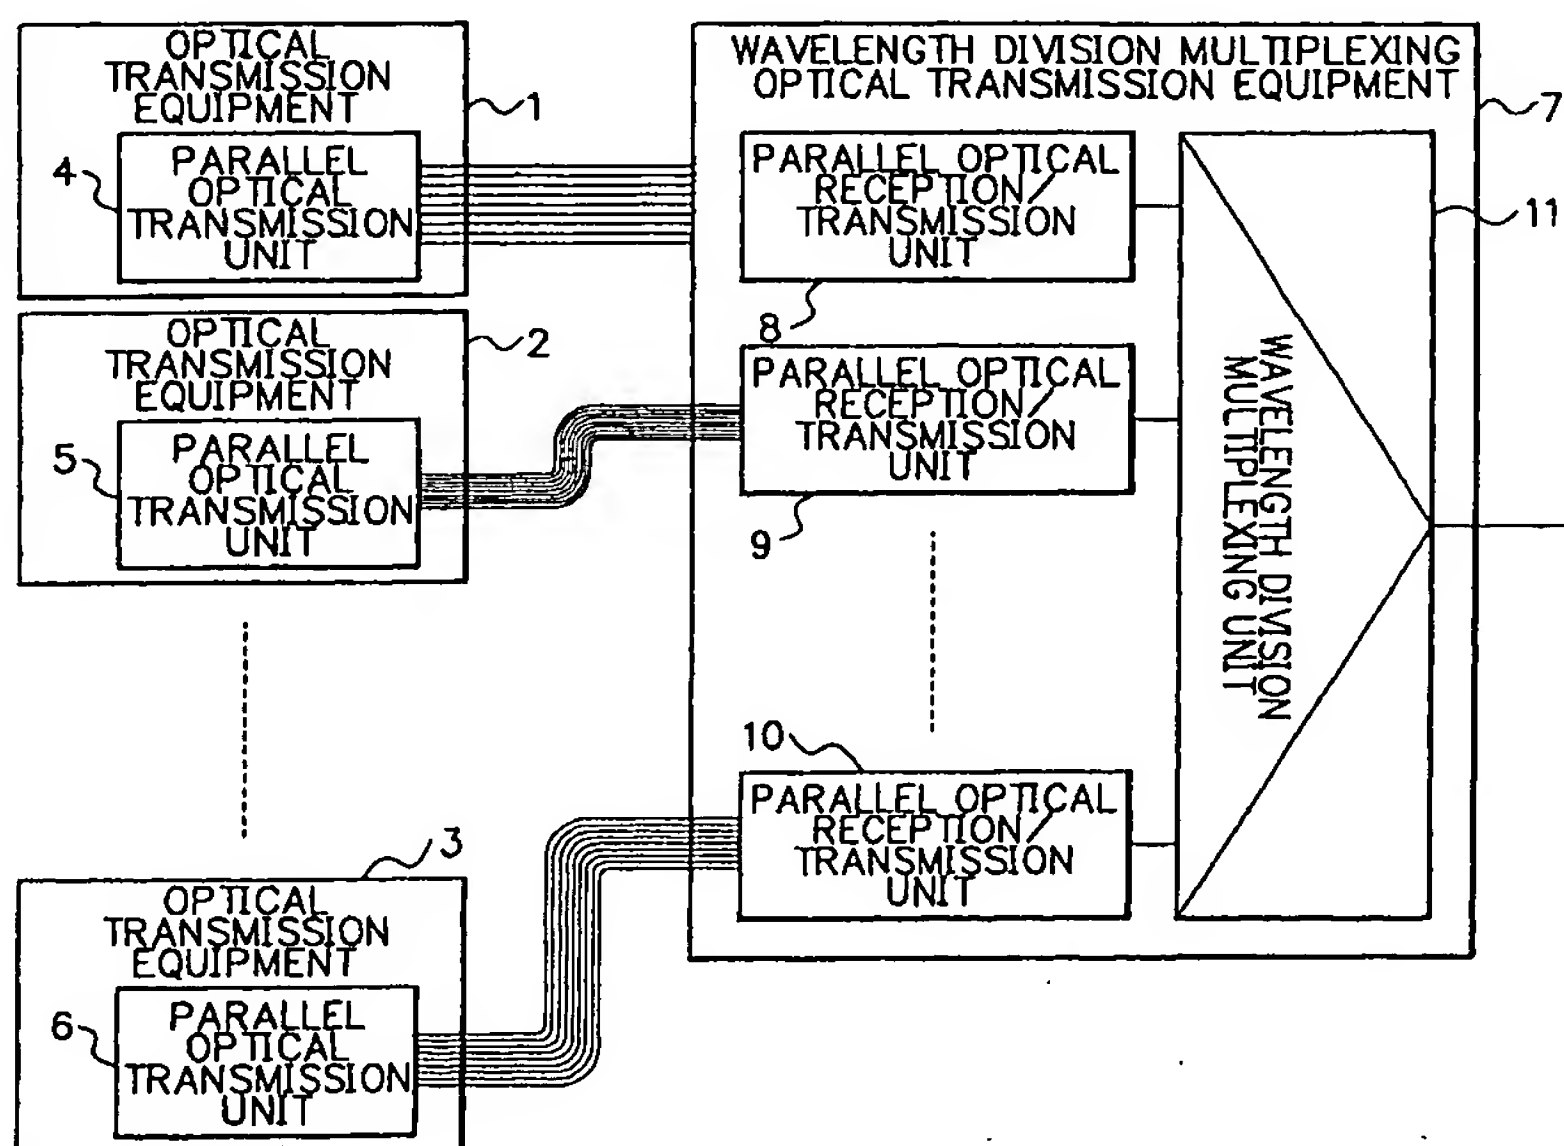 OPTICAL
TRANSMISSION
EQUIPMENT
1
PARALLEL
OPTICAL
TRANSMISSION
UNIT
4
OPTICAL
TRANSMISSION
EQUIPMENT
2
PARALLEL
OPTICAL
TRANSMISSION
UNIT
5
3
OPTICAL
TRANSMISSION
EQUIPMENT
PARALLEL
OPTICAL
TRANSMISSION
UNIT
6
WAVELENGTH DIVISION MULTIPLEXING
OPTICAL TRANSMISSION EQUIPMENT
7
PARALLEL OPTICAL
RECEPTION/
TRANSMISSION
UNIT
8
PARALLEL OPTICAL
RECEPTION/
TRANSMISSION
UNIT
9
10
PARALLEL OPTICAL
RECEPTION/
TRANSMISSION
UNIT
11
WAVELENGTH DIVISION
MULTIPLEXING UNIT